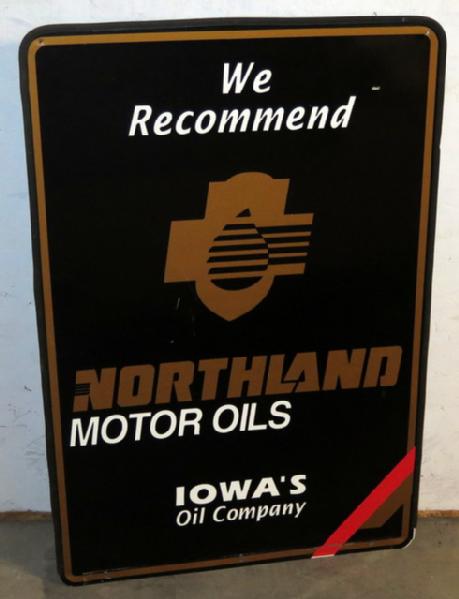 We
Recommend
NORTHLAND
MOTOR OILS
IOWA'S
Oil Company